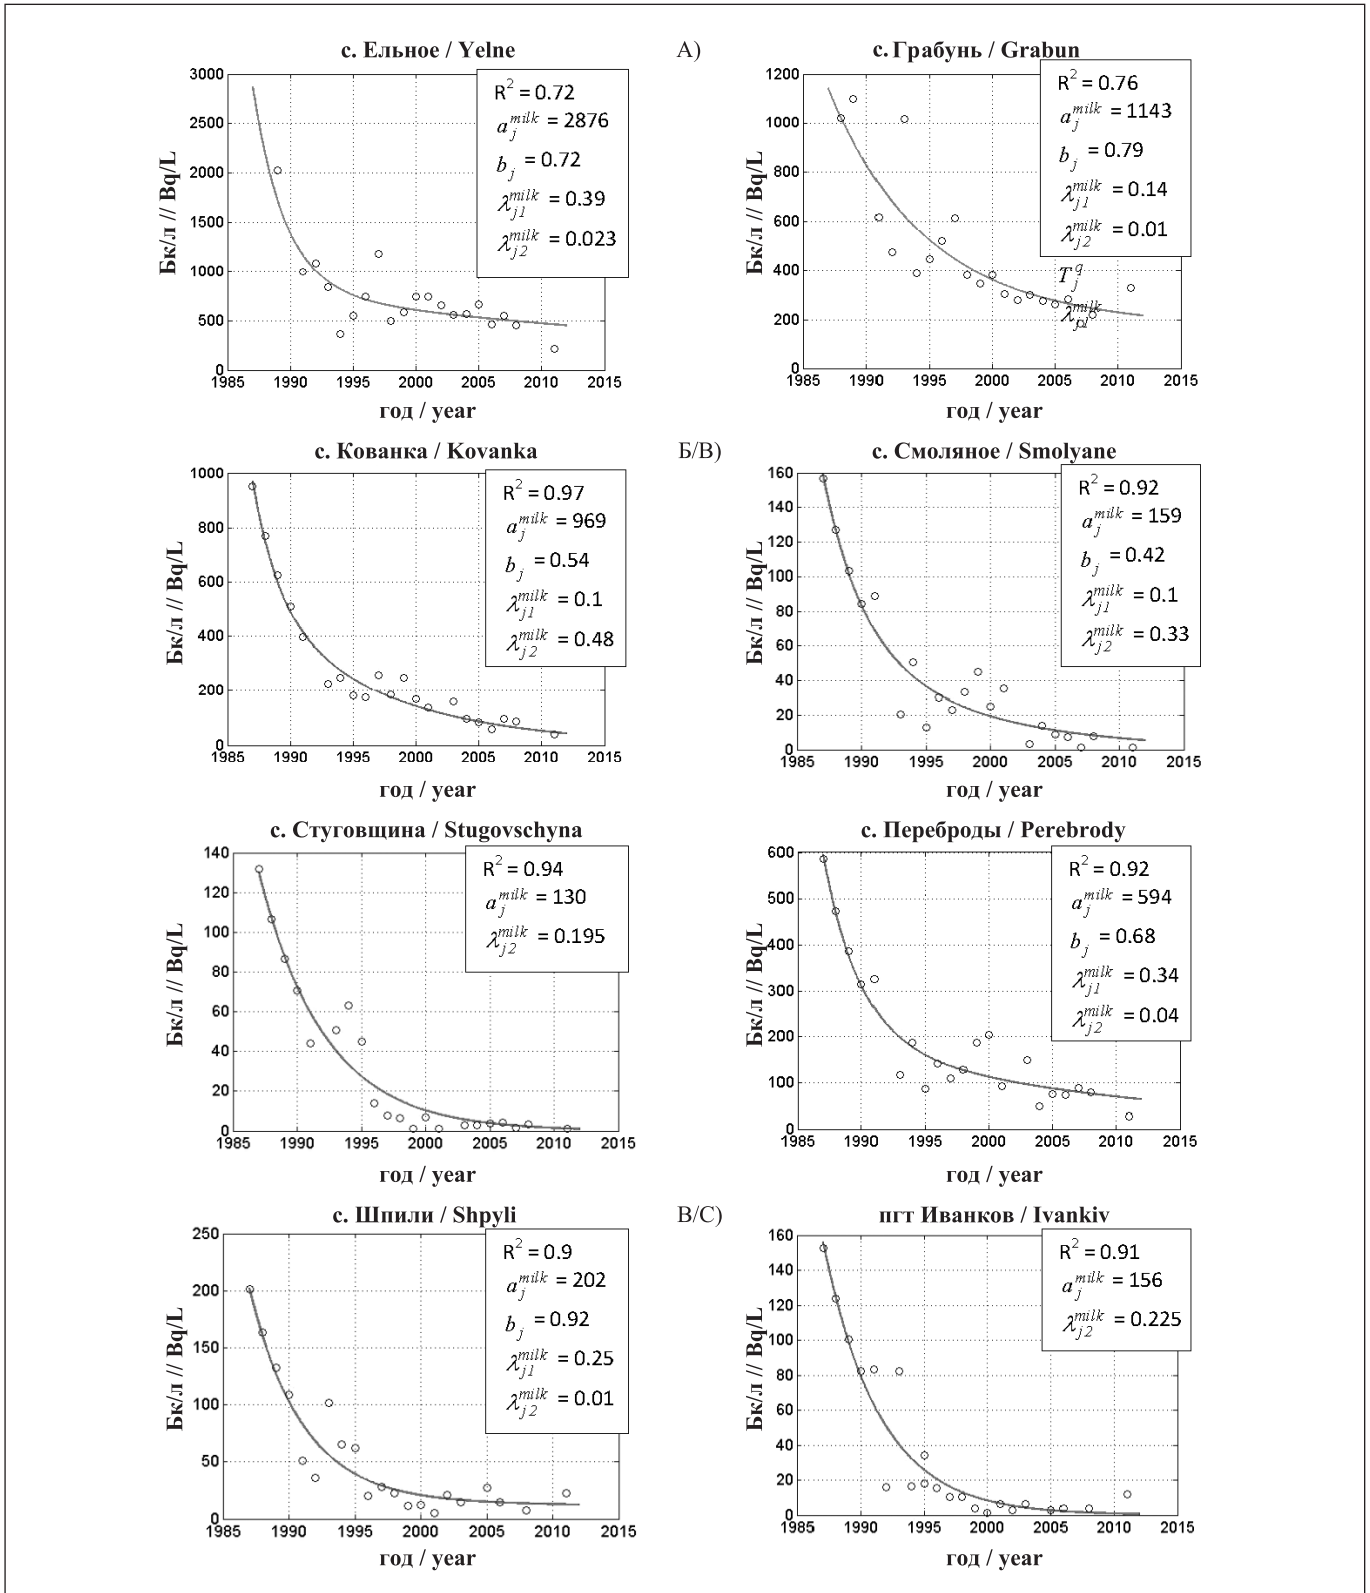 с. Ельное / Yelne
А)
с. Грабунь / Grabun
Бк/л // Bq/L
3000
2500
2000
1500
1000
500
0
1985 1990 1995 2000 2005 2010 2015
год / year
R² = 0.72
a_j^milk = 2876
b_j = 0.72
λ_j1^milk = 0.39
λ_j2^milk = 0.023
Бк/л // Bq/L
1200
1000
800
600
400
200
0
1985 1990 1995 2000 2005 2010 2015
год / year
R² = 0.76
a_j^milk = 1143
b_j = 0.79
λ_j1^milk = 0.14
λ_j2^milk = 0.01
T_j^q
λ_j1^milk
с. Кованка / Kovanka
Б/В)
с. Смоляное / Smolyane
Бк/л // Bq/L
1000
800
600
400
200
0
1985 1990 1995 2000 2005 2010 2015
год / year
R² = 0.97
a_j^milk = 969
b_j = 0.54
λ_j1^milk = 0.1
λ_j2^milk = 0.48
Бк/л // Bq/L
160
140
120
100
80
60
40
20
0
1985 1990 1995 2000 2005 2010 2015
год / year
R² = 0.92
a_j^milk = 159
b_j = 0.42
λ_j1^milk = 0.1
λ_j2^milk = 0.33
с. Стуговщина / Stugovschyna
с. Переброды / Perebrody
Бк/л // Bq/L
140
120
100
80
60
40
20
0
1985 1990 1995 2000 2005 2010 2015
год / year
R² = 0.94
a_j^milk = 130
λ_j2^milk = 0.195
Бк/л // Bq/L
600
500
400
300
200
100
0
1985 1990 1995 2000 2005 2010 2015
год / year
R² = 0.92
a_j^milk = 594
b_j = 0.68
λ_j1^milk = 0.34
λ_j2^milk = 0.04
с. Шпили / Shpyli
В/С)
пгт Иванков / Ivankiv
Бк/л // Bq/L
250
200
150
100
50
0
1985 1990 1995 2000 2005 2010 2015
год / year
R² = 0.9
a_j^milk = 202
b_j = 0.92
λ_j1^milk = 0.25
λ_j2^milk = 0.01
Бк/л // Bq/L
160
140
120
100
80
60
40
20
0
1985 1990 1995 2000 2005 2010 2015
год / year
R² = 0.91
a_j^milk = 156
λ_j2^milk = 0.225